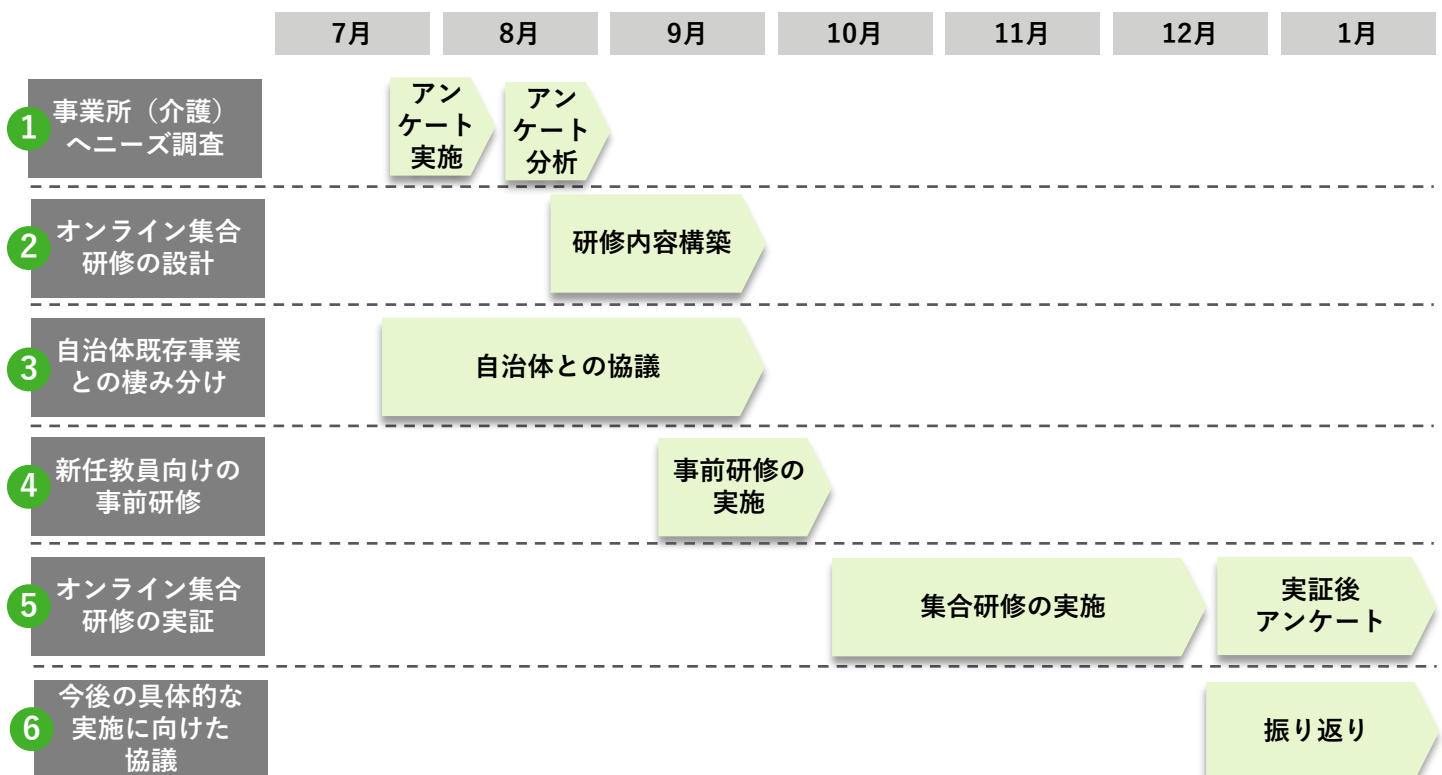 7月 8月 9月 10月 11月 12月 1月
1
事業所（介護）
へニーズ調査
アン
ケート
実施
アン
ケート
分析
2
オンライン集合
研修の設計
研修内容構築
3
自治体既存事業
との棲み分け
自治体との協議
4
新任教員向けの
事前研修
事前研修の
実施
5
オンライン集合
研修の実証
集合研修の実施
実証後
アンケート
6
今後の具体的な
実施に向けた
協議
振り返り